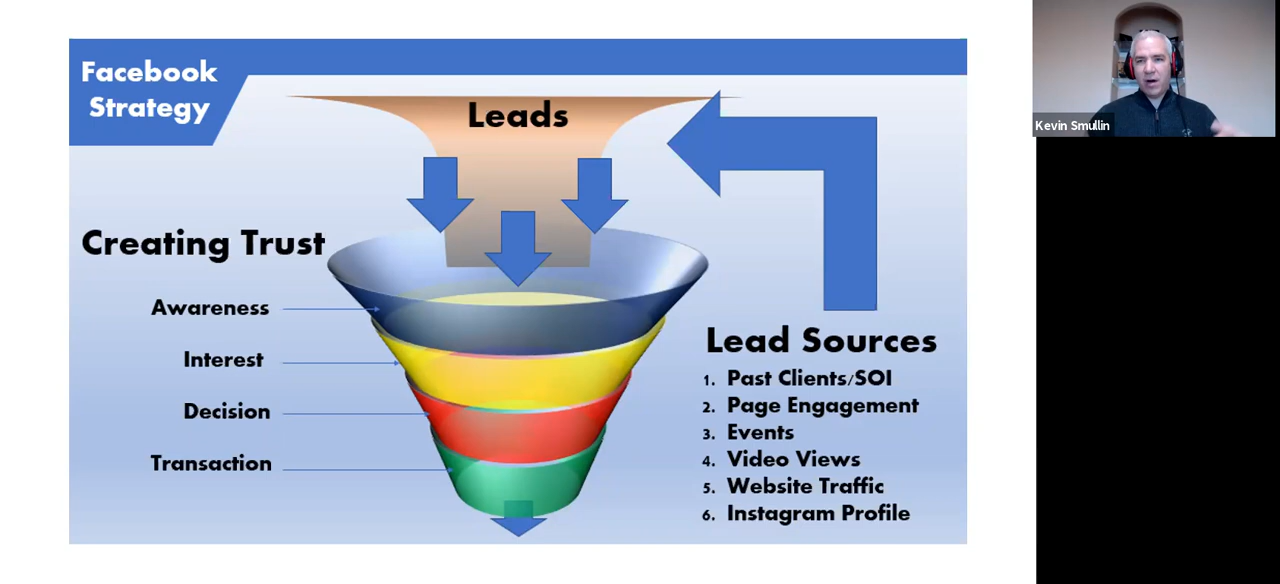 Facebook
Strategy
Leads
Creating Trust
Awareness
Interest
Decision
Transaction
Lead Sources
1. Past Clients/SOI
2. Page Engagement
3. Events
4. Video Views
5. Website Traffic
6. Instagram Profile
Kevin Smullin